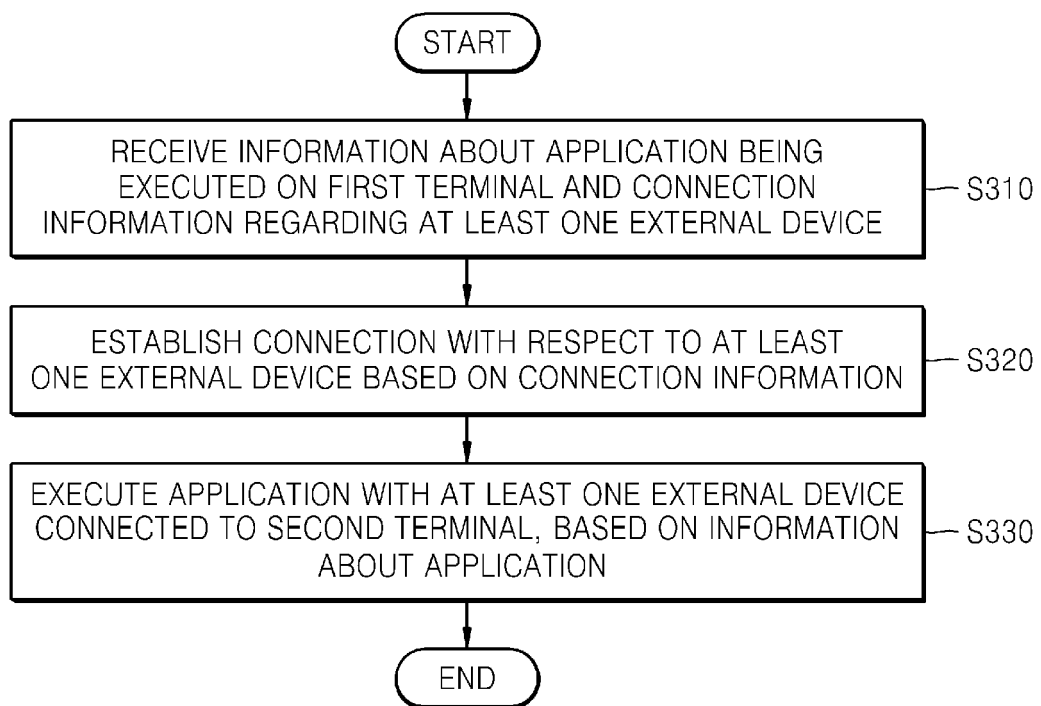 START
RECEIVE INFORMATION ABOUT APPLICATION BEING
EXECUTED ON FIRST TERMINAL AND CONNECTION
INFORMATION REGARDING AT LEAST ONE EXTERNAL DEVICE
S310
ESTABLISH CONNECTION WITH RESPECT TO AT LEAST
ONE EXTERNAL DEVICE BASED ON CONNECTION INFORMATION
S320
EXECUTE APPLICATION WITH AT LEAST ONE EXTERNAL DEVICE
CONNECTED TO SECOND TERMINAL, BASED ON INFORMATION
ABOUT APPLICATION
S330
END